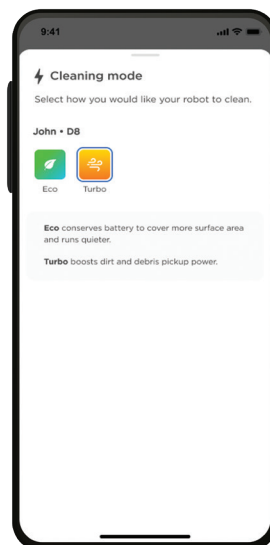 9:41
Cleaning mode
Select how you would like your robot to clean.
John • D8
Eco Turbo
Eco conserves battery to cover more surface area
and runs quieter.
Turbo boosts dirt and debris pickup power.